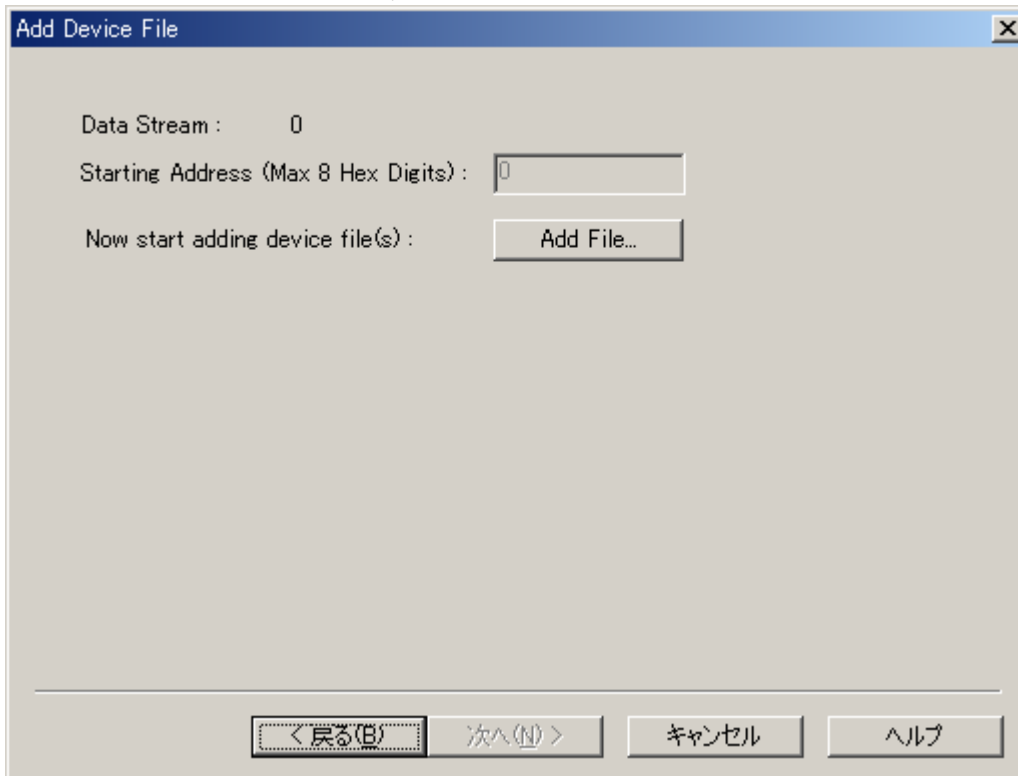 Add Device File
Data Stream : 0
Starting Address (Max 8 Hex Digits) : 0
Now start adding device file(s) : Add File...
< 戻る(B) 次へ(N) > キャンセル ヘルプ